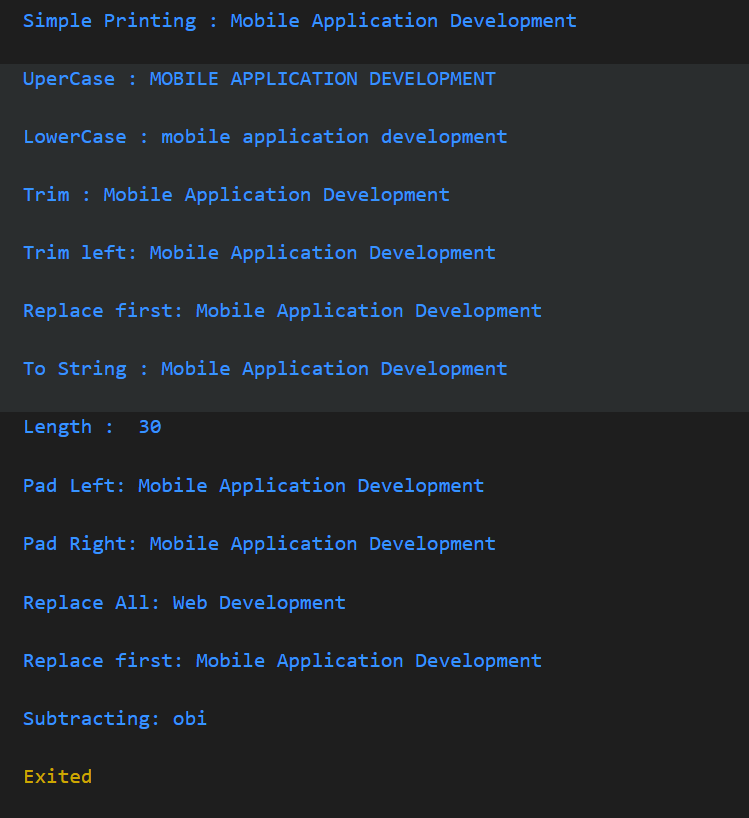 Simple Printing : Mobile Application Development
UperCase : MOBILE APPLICATION DEVELOPMENT
LowerCase : mobile application development
Trim : Mobile Application Development
Trim left: Mobile Application Development
Replace first: Mobile Application Development
To String : Mobile Application Development
Length :  30
Pad Left: Mobile Application Development
Pad Right: Mobile Application Development
Replace All: Web Development
Replace first: Mobile Application Development
Subtracting: obi
Exited